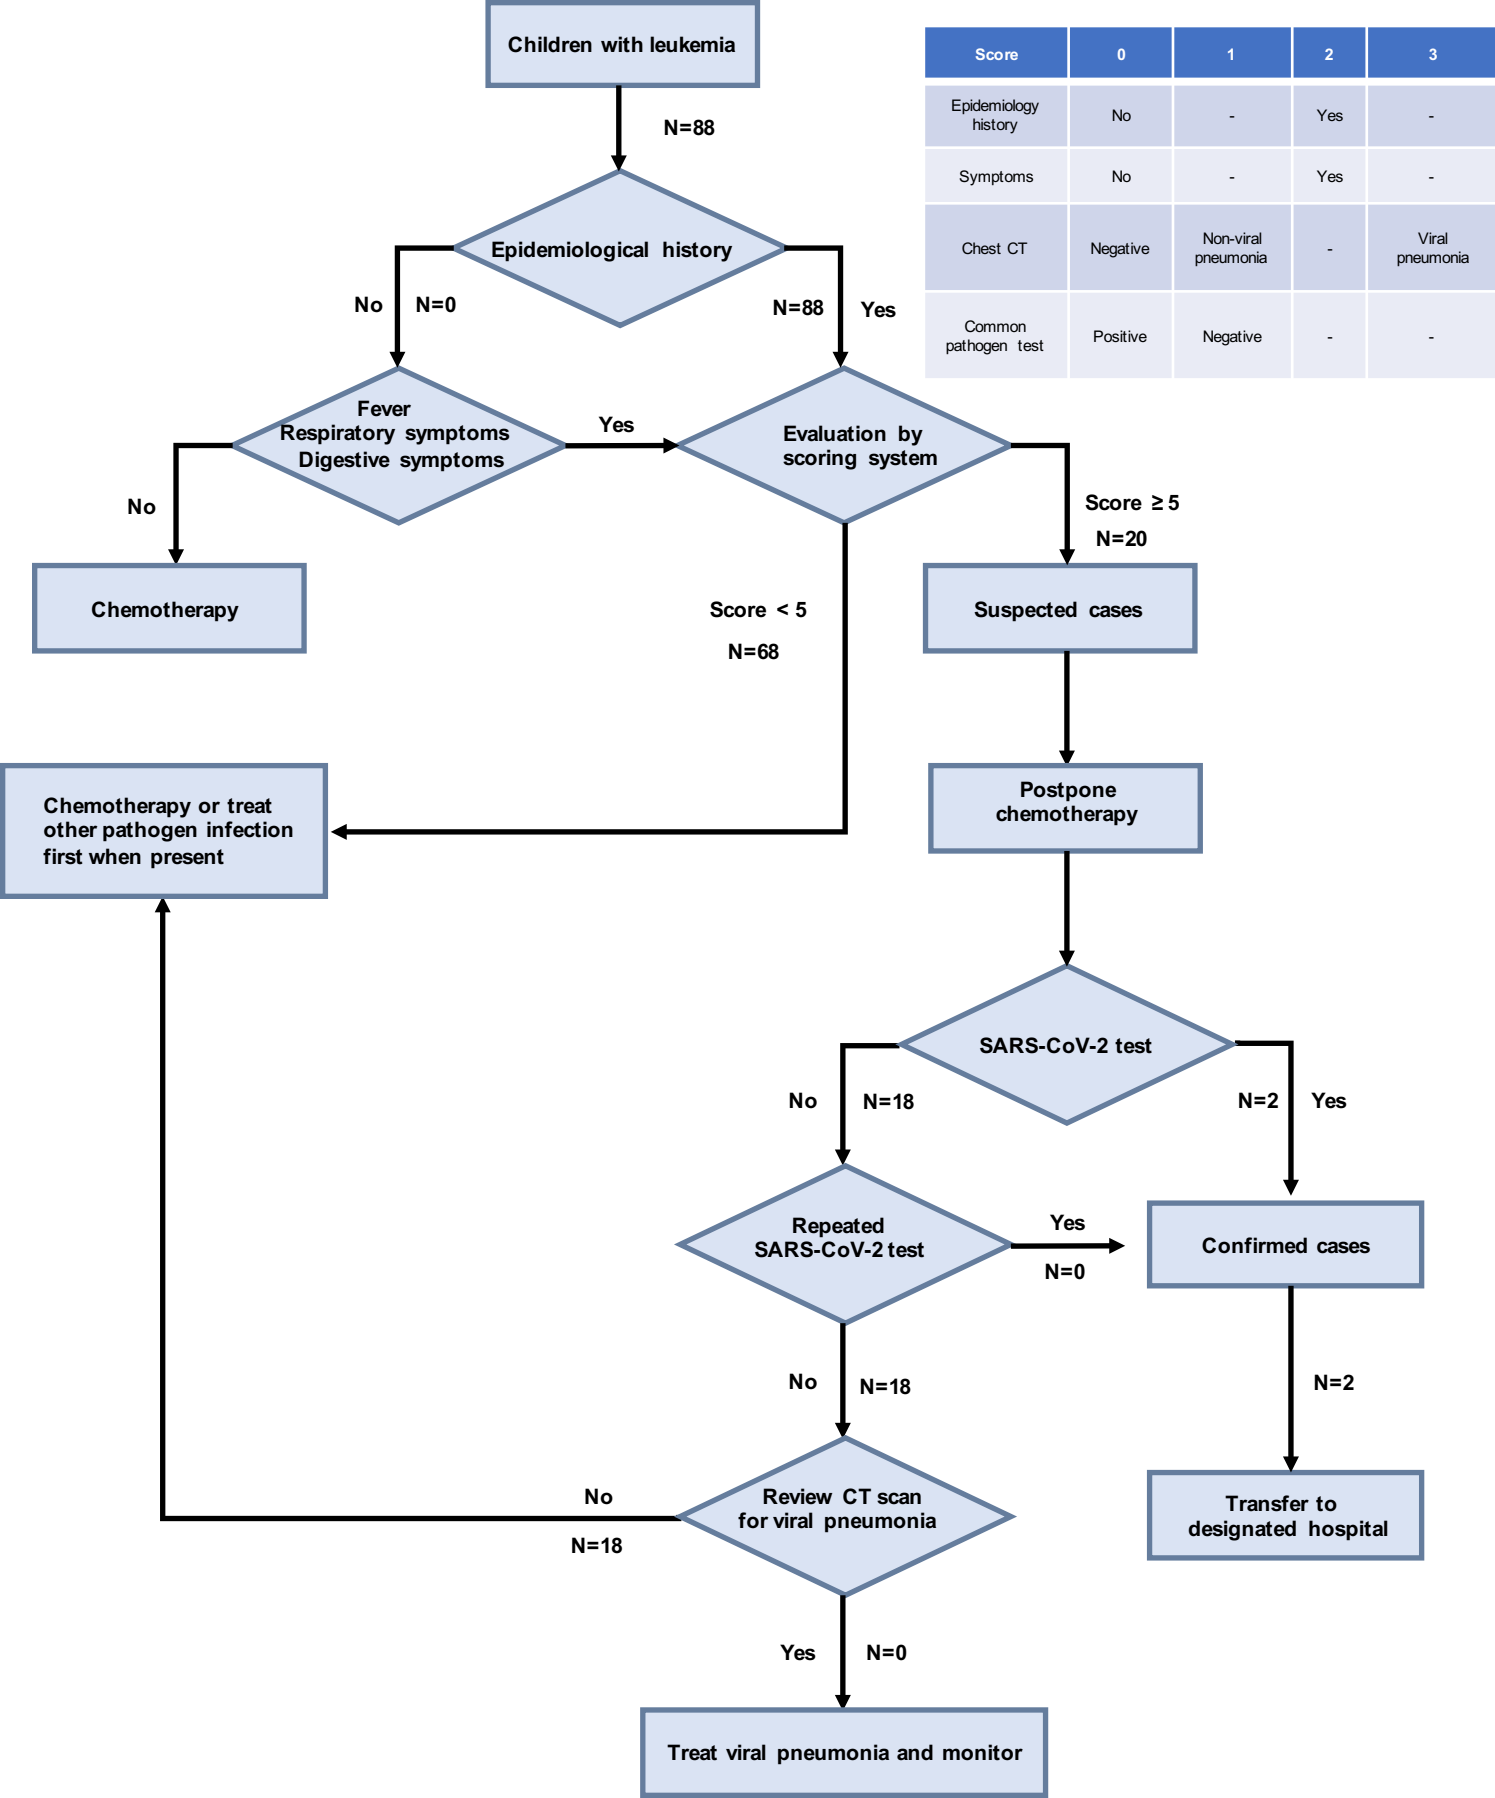 Children with leukemia
N=88
Epidemiological history
No
N=0
N=88
Yes
Score 0 1 2 3
Epidemiology
history
No - Yes -
Symptoms No - Yes -
Chest CT Negative
Non-viral
pneumonia
-
Viral
pneumonia
Common
pathogen test
Positive Negative - -
Fever
Respiratory symptoms
Digestive symptoms
Yes
No
Evaluation by
scoring system
Score ≥ 5
N=20
Chemotherapy
Score < 5
N=68
Suspected cases
Chemotherapy or treat
other pathogen infection
first when present
Postpone
chemotherapy
SARS-CoV-2 test
No
N=18
N=2
Yes
Repeated
SARS-CoV-2 test
Yes
N=0
Confirmed cases
No
N=18
N=2
Review CT scan
for viral pneumonia
No
N=18
Transfer to
designated hospital
Yes
N=0
Treat viral pneumonia and monitor